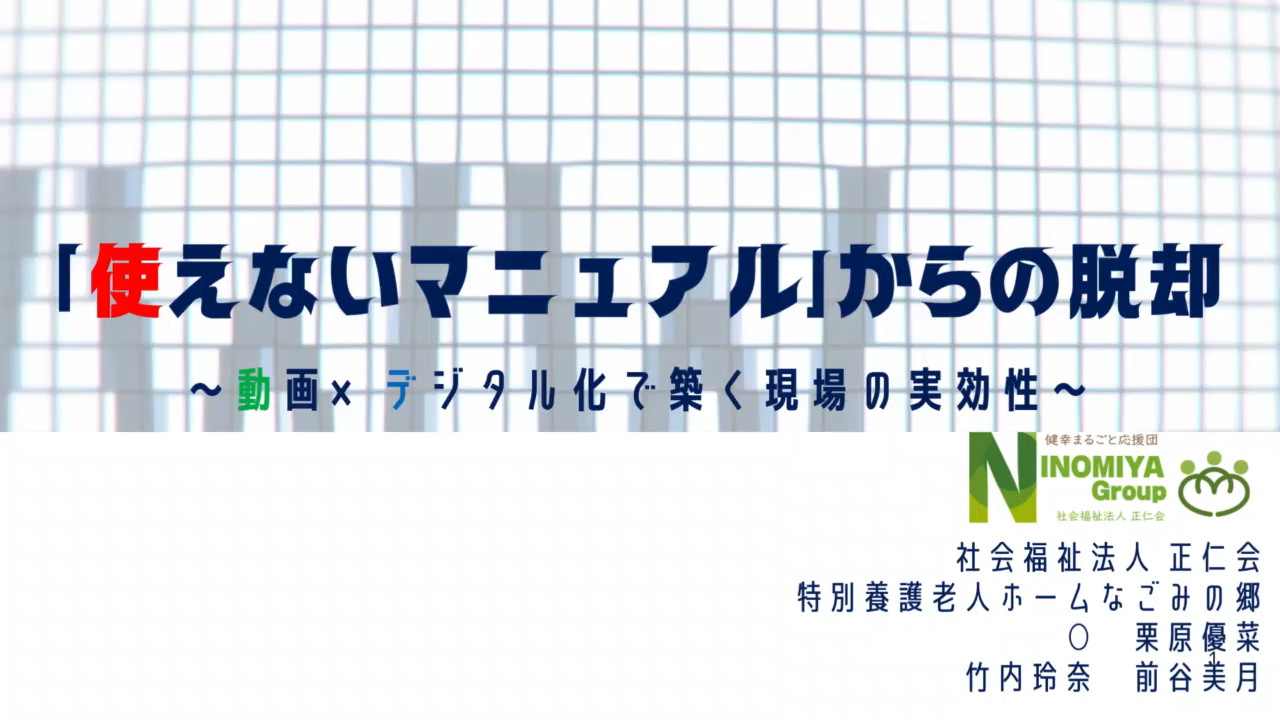 「使えないマニュアル」からの脱却
～動画×デジタル化で築く現場の実効性～
健幸まるごと応援団
NINOMIYA
Group
社会福祉法人 正仁会
社会福祉法人 正仁会
特別養護老人ホームなごみの郷
〇　栗原優菜
1
竹内玲奈　前谷美月